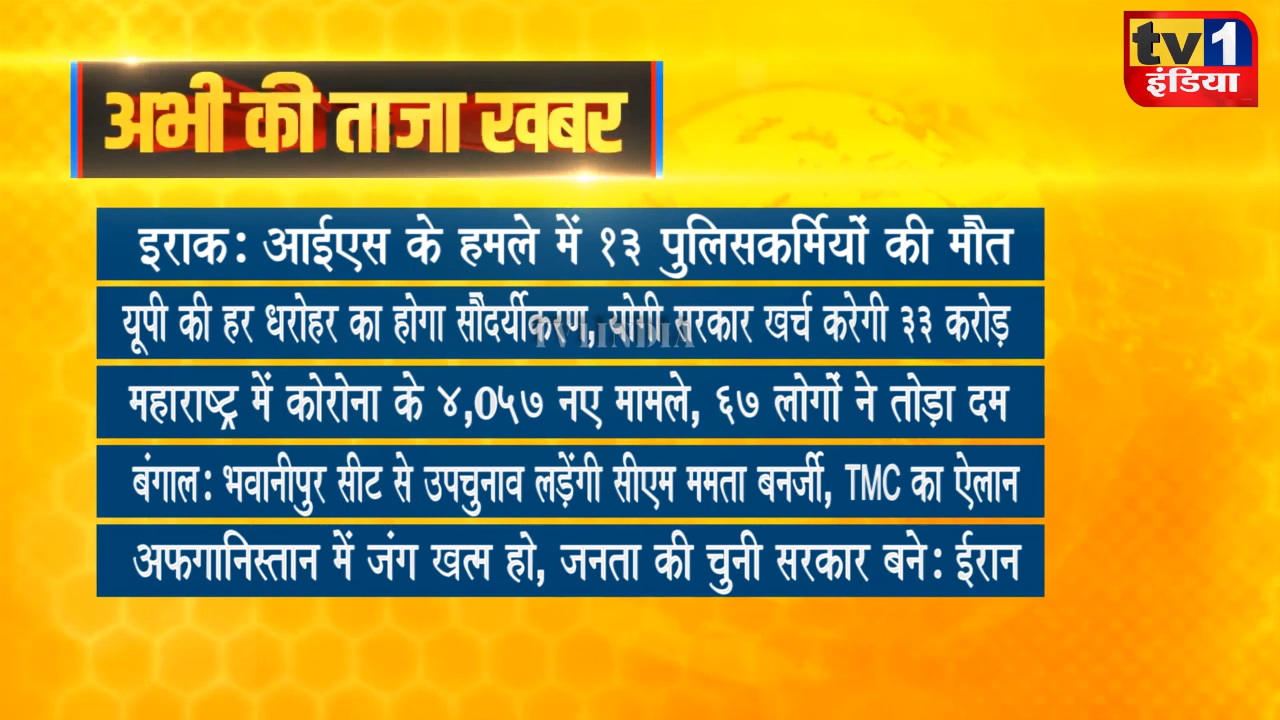 tv1
इंडिया
अभी की ताजा खबर
इराक: आईएस के हमले में १३ पुलिसकर्मियों की मौत
यूपी की हर धरोहर का होगा सौंदर्यीकरण, योगी सरकार खर्च करेगी ३३ करोड़
TV1INDIA
महाराष्ट्र में कोरोना के ४,0५७ नए मामले, ६७ लोगों ने तोड़ा दम
बंगाल: भवानीपुर सीट से उपचुनाव लड़ेंगी सीएम ममता बनर्जी, TMC का ऐलान
अफगानिस्तान में जंग खत्म हो, जनता की चुनी सरकार बने: ईरान